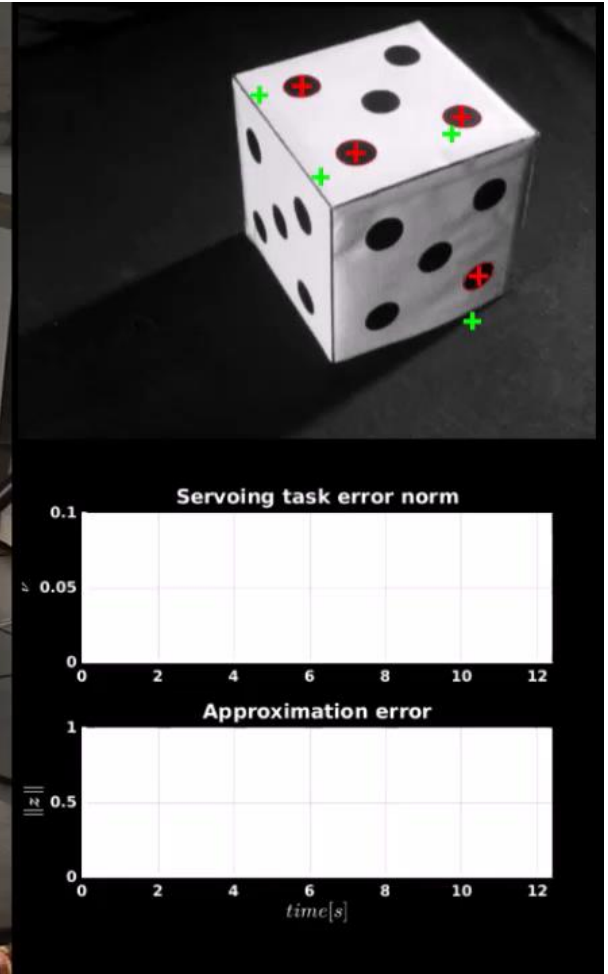 Servoing task error norm
0.1
0.05
0
0 2 4 6 8 10 12
Approximation error
1
||z|| 0.5
0
0 2 4 6 8 10 12
time[s]